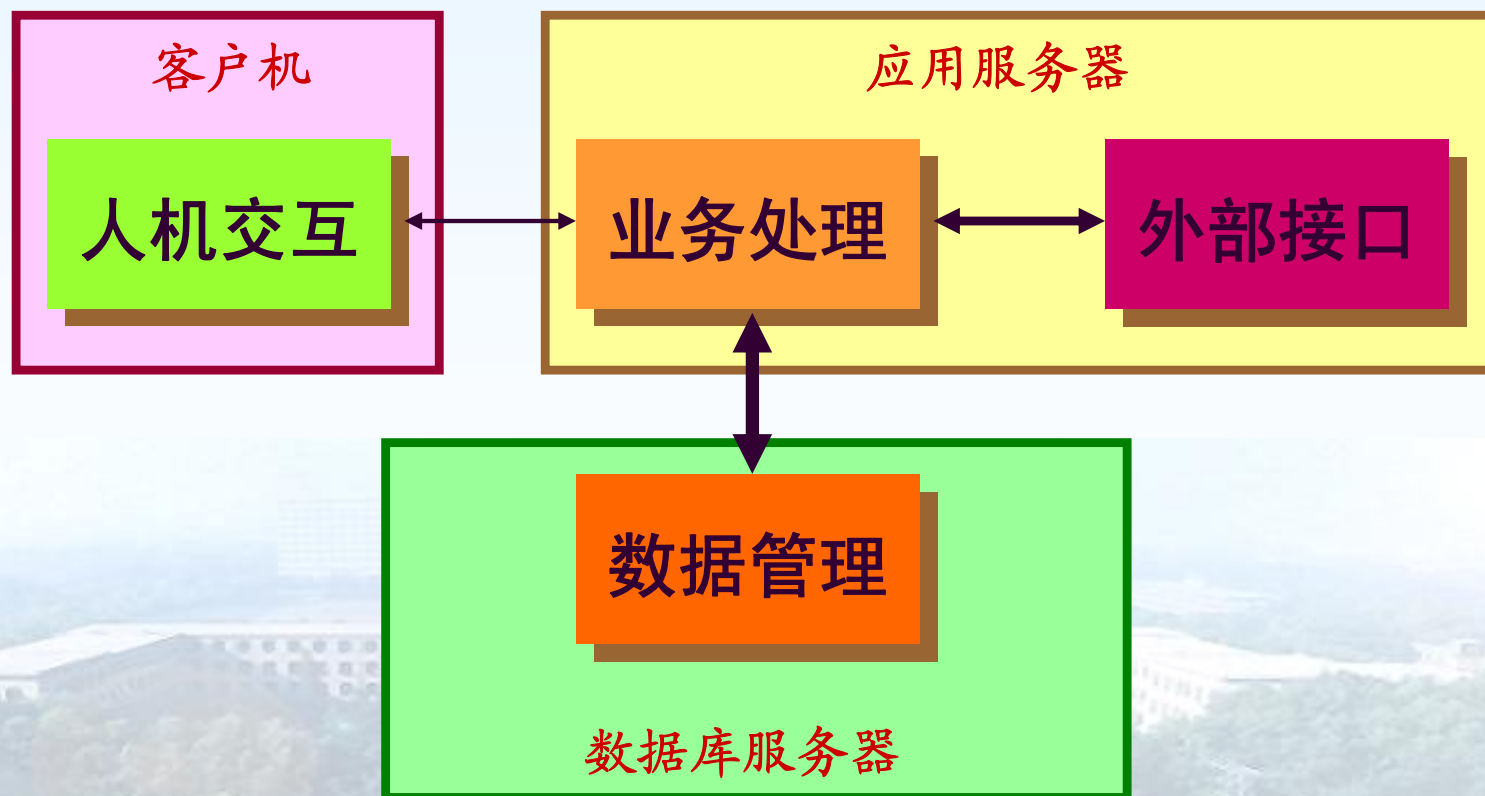 客户机
应用服务器
人机交互
业务处理
外部接口
数据管理
数据库服务器